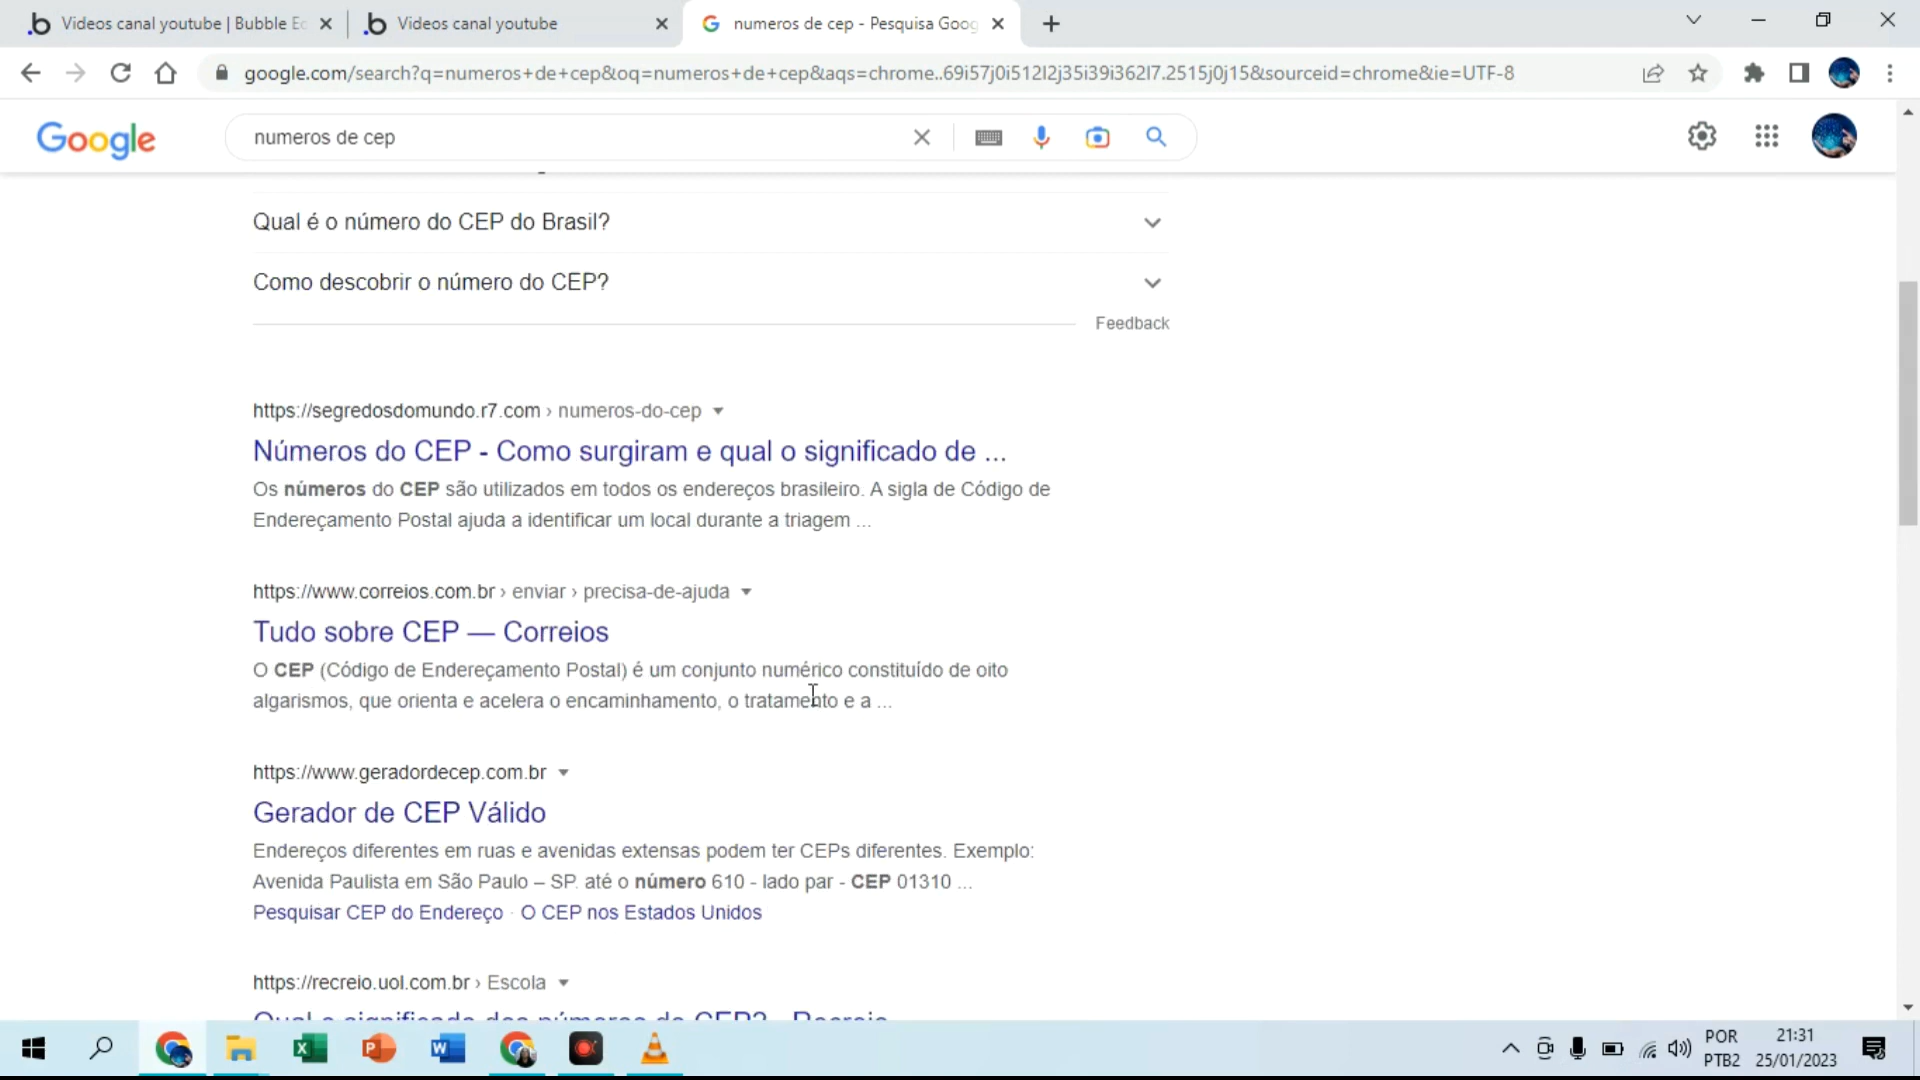 Videos canal youtube | Bubble Ec
Videos canal youtube
numeros de cep - Pesquisa Goog
google.com/search?q=numeros+de+cep&oq=numeros+de+cep&aqs=chrome..69i57j0i512l2j35i39i362l7.2515j0j15&sourceid=chrome&ie=UTF-8
Google
numeros de cep
Qual é o número do CEP do Brasil?
Como descobrir o número do CEP?
Feedback
https://segredosdomundo.r7.com › numeros-do-cep
Números do CEP - Como surgiram e qual o significado de ...
Os números do CEP são utilizados em todos os endereços brasileiro. A sigla de Código de
Endereçamento Postal ajuda a identificar um local durante a triagem ...
https://www.correios.com.br › enviar › precisa-de-ajuda
Tudo sobre CEP — Correios
O CEP (Código de Endereçamento Postal) é um conjunto numérico constituído de oito
algarismos, que orienta e acelera o encaminhamento, o tratamento e a ...
https://www.geradordecep.com.br
Gerador de CEP Válido
Endereços diferentes em ruas e avenidas extensas podem ter CEPs diferentes. Exemplo:
Avenida Paulista em São Paulo – SP. até o número 610 - lado par - CEP 01310 ...
Pesquisar CEP do Endereço · O CEP nos Estados Unidos
https://recreio.uol.com.br › Escola
Qual o significado dos números do CEP? - Recreio
POR
PTB2
21:31
25/01/2023